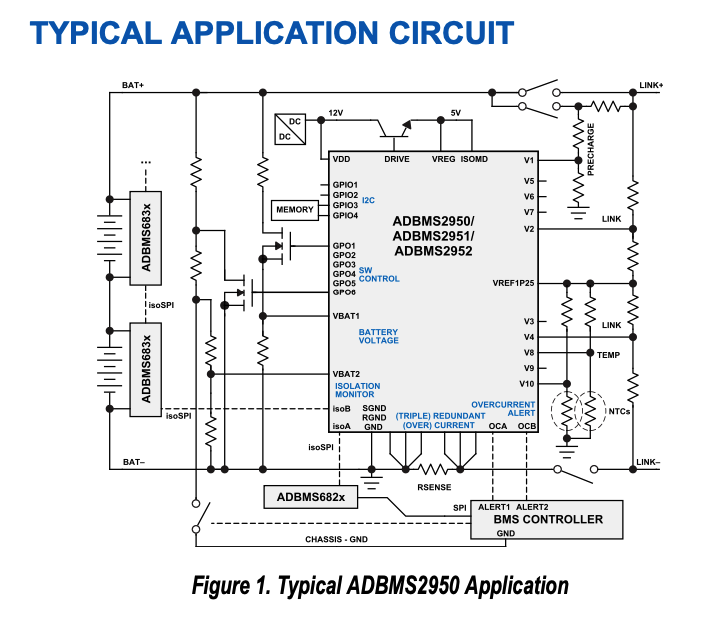 TYPICAL APPLICATION CIRCUIT
BAT+
LINK+
DC
DC
12V
5V
VDD
DRIVE
VREG
ISOMD
V1
PRECHARGE
GPIO1
GPIO2
GPIO3
GPIO4
I2C
MEMORY
V5
V6
V7
ADBMS2950/
ADBMS2951/
ADBMS2952
LINK
V2
...
ADBMS683x
GPO1
GPO2
GPO3
GPO4
GPO5
GPO6
SW
CONTROL
VREF1P25
isoSPI
VBAT1
BATTERY
VOLTAGE
V3
LINK
V4
ADBMS683x
V8
TEMP
V9
VBAT2
V10
ISOLATION
MONITOR
isoSPI
isoB
isoA
SGND
RGND
GND
(TRIPLE) REDUNDANT
(OVER) CURRENT
OVERCURRENT
ALERT
OCA
OCB
NTCs
isoSPI
BAT–
LINK–
RSENSE
ADBMS682x
SPI
ALERT1 ALERT2
BMS CONTROLLER
GND
CHASSIS - GND
Figure 1. Typical ADBMS2950 Application